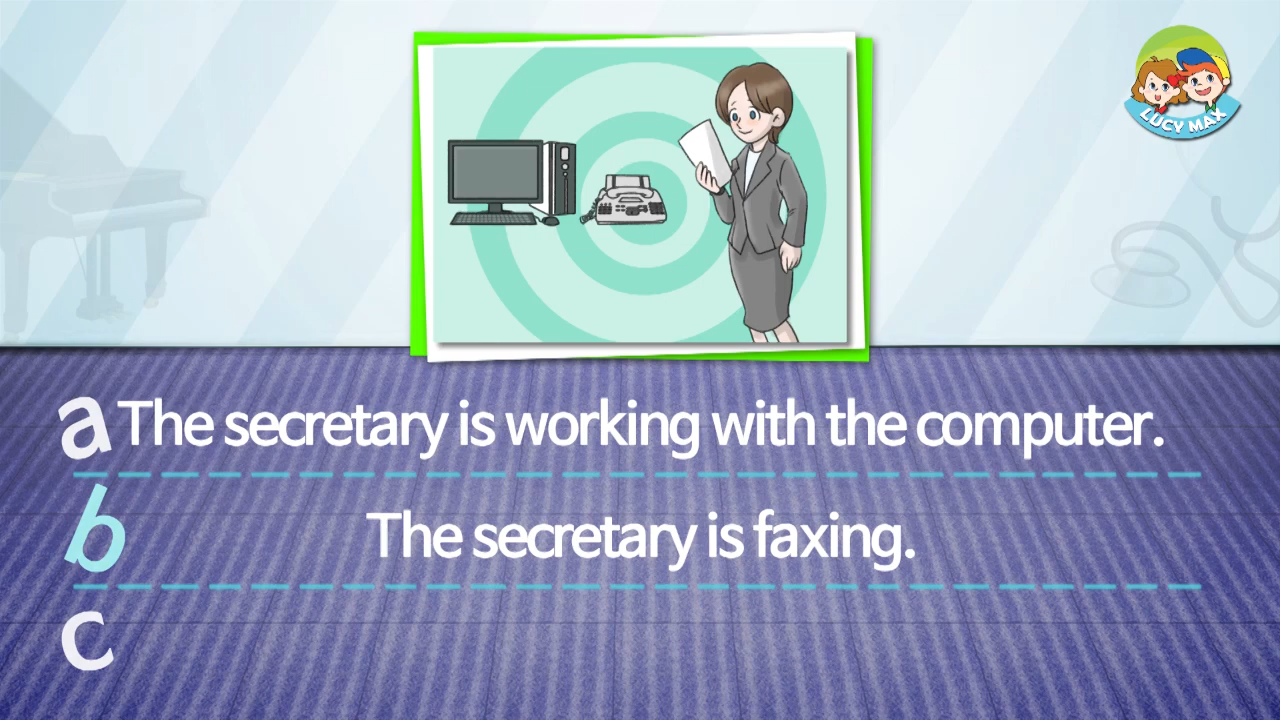 LUCY MAX
a The secretary is working with the computer.
b The secretary is faxing.
c